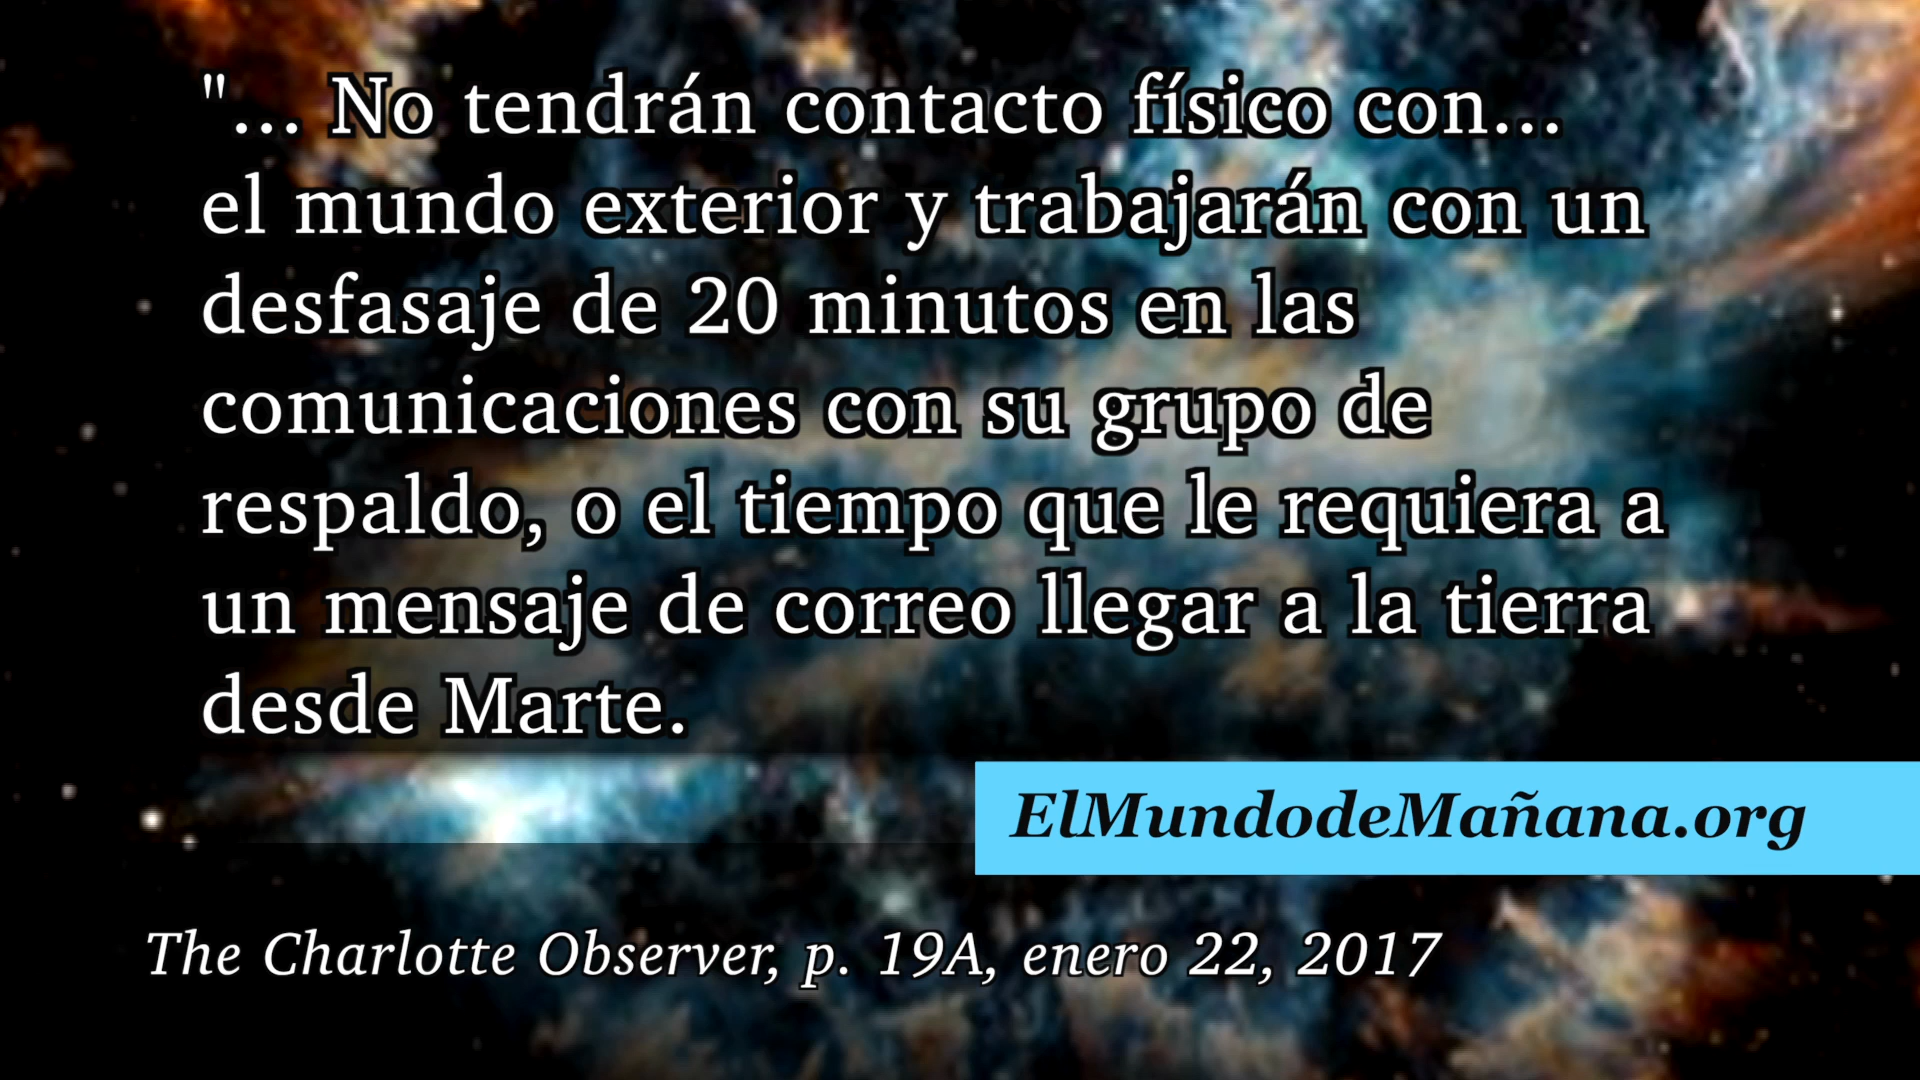 "... No tendrán contacto físico con...
el mundo exterior y trabajarán con un
desfasaje de 20 minutos en las
comunicaciones con su grupo de
respaldo, o el tiempo que le requiera a
un mensaje de correo llegar a la tierra
desde Marte.
ElMundodeMañana.org
The Charlotte Observer, p. 19A, enero 22, 2017